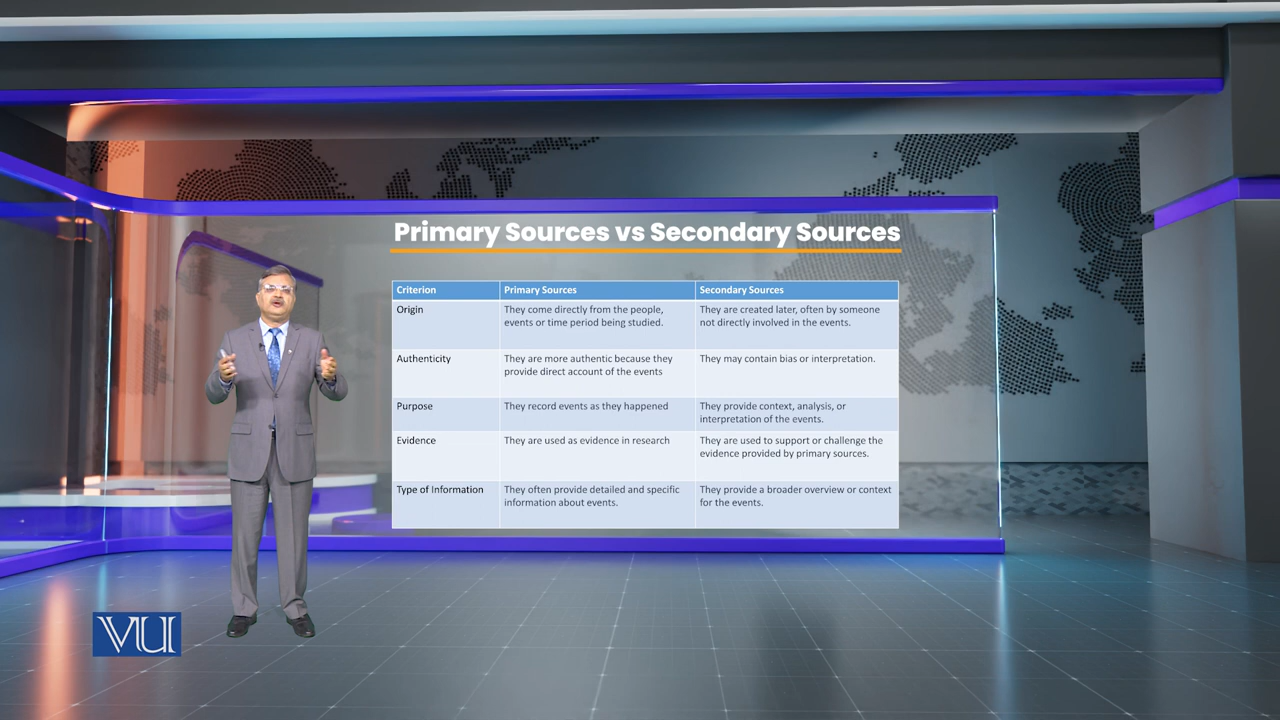 Primary Sources vs Secondary Sources
Criterion
Primary Sources
Secondary Sources
Origin
They come directly from the people,
events or time period being studied.
They are created later, often by someone
not directly involved in the events.
Authenticity
They are more authentic because they
provide direct account of the events
They may contain bias or interpretation.
Purpose
They record events as they happened
They provide context, analysis, or
interpretation of the events.
Evidence
They are used as evidence in research
They are used to support or challenge the
evidence provided by primary sources.
Type of Information
They often provide detailed and specific
information about events.
They provide a broader overview or context
for the events.
VU